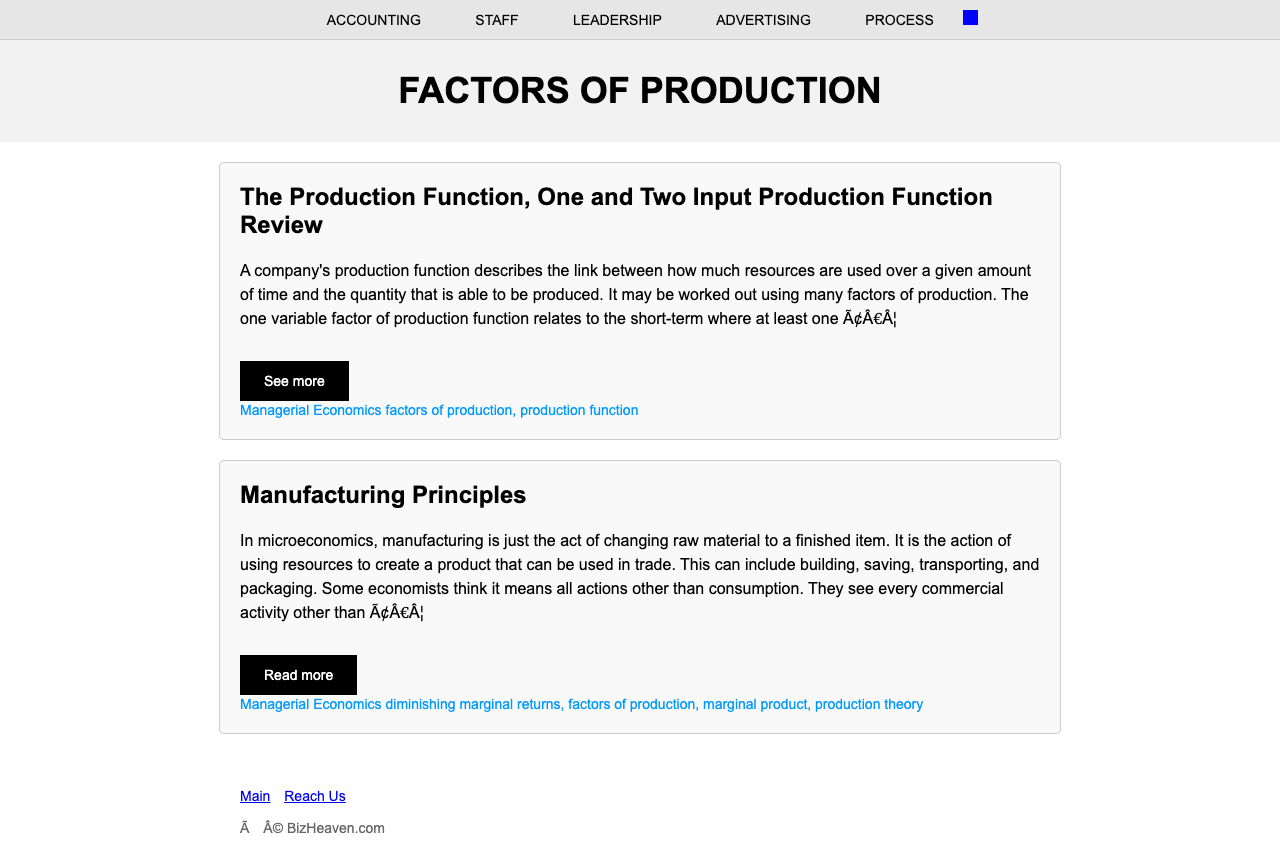 ACCOUNTING STAFF LEADERSHIP ADVERTISING PROCESS
FACTORS OF PRODUCTION
The Production Function, One and Two Input Production Function
Review
A company's production function describes the link between how much resources are used over a given amount
of time and the quantity that is able to be produced. It may be worked out using many factors of production. The
one variable factor of production function relates to the short-term where at least one Ã¢Â€Â¦
See more
Managerial Economics factors of production, production function
Manufacturing Principles
In microeconomics, manufacturing is just the act of changing raw material to a finished item. It is the action of
using resources to create a product that can be used in trade. This can include building, saving, transporting, and
packaging. Some economists think it means all actions other than consumption. They see every commercial
activity other than Ã¢Â€Â¦
Read more
Managerial Economics diminishing marginal returns, factors of production, marginal product, production theory
Main Reach Us
Ã Â© BizHeaven.com